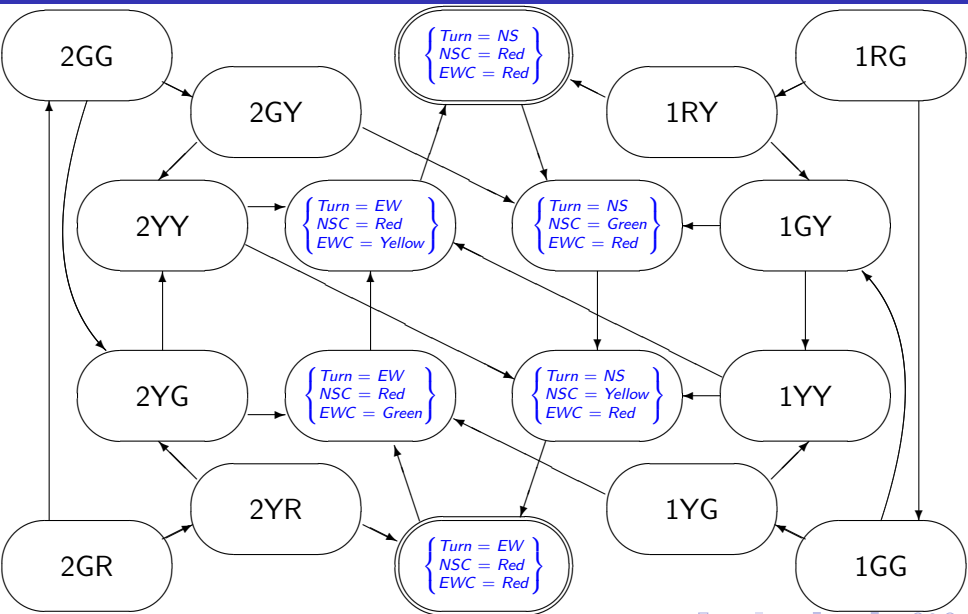 2GG
Turn = NS
NSC = Red
EWC = Red
1RG
2GY
1RY
2YY
Turn = EW
NSC = Red
EWC = Yellow
Turn = NS
NSC = Green
EWC = Red
1GY
2YG
Turn = EW
NSC = Red
EWC = Green
Turn = NS
NSC = Yellow
EWC = Red
1YY
2YR
1YG
2GR
Turn = EW
NSC = Red
EWC = Red
1GG